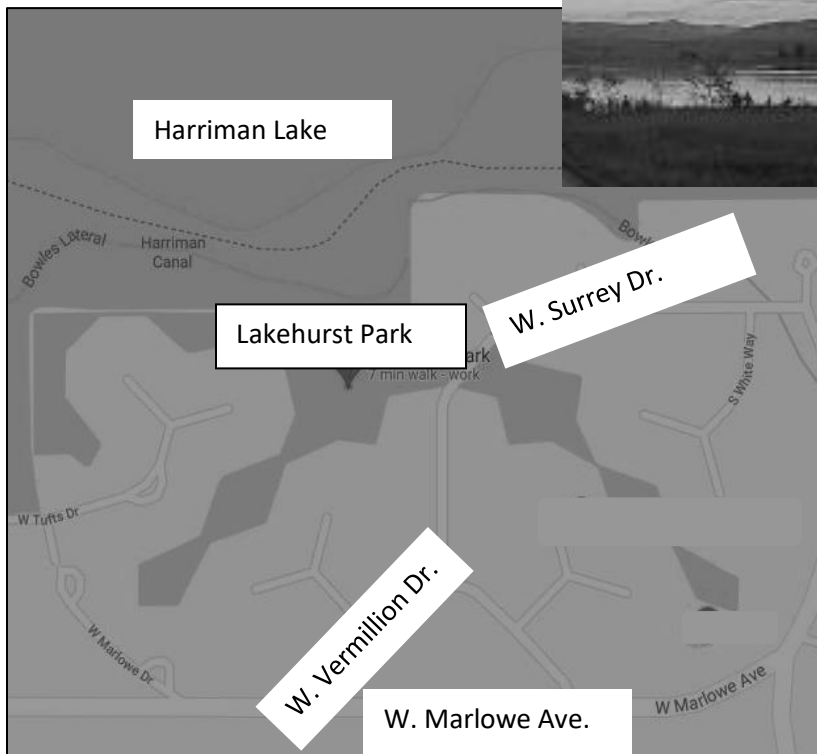 Harriman Lake
Bowles Lateral
Harriman
Canal
W. Surrey Dr.
Lakehurst Park
7 min walk - work
S White Way
W Tufts Dr
W. Vermillion Dr.
W Marlowe Dr
W. Marlowe Ave.
W Marlowe Ave